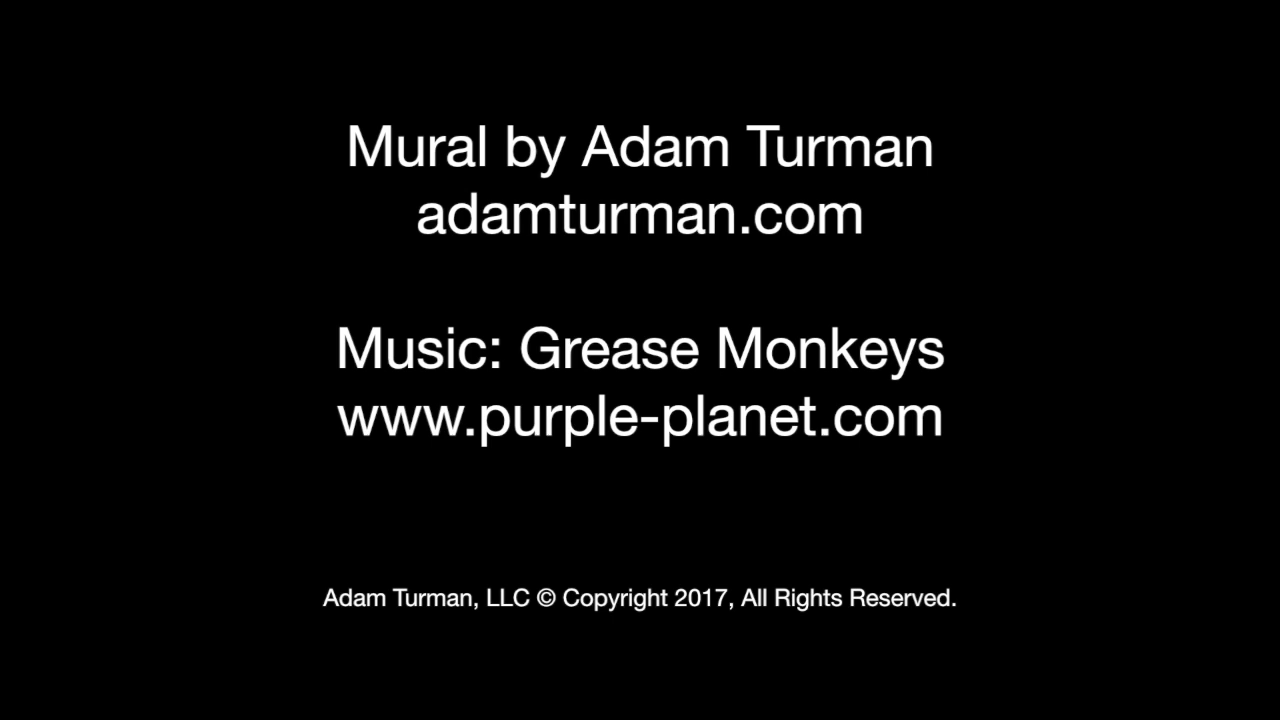 Mural by Adam Turman
adamturman.com
Music: Grease Monkeys
www.purple-planet.com
Adam Turman, LLC © Copyright 2017, All Rights Reserved.